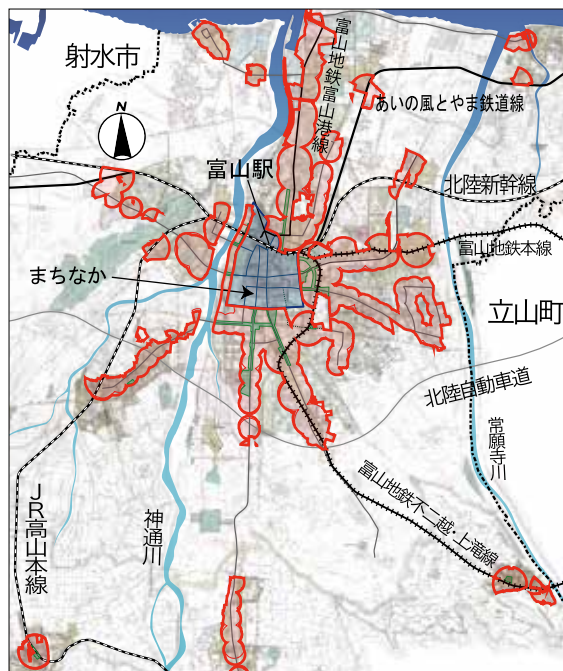 射水市
富山地鉄富山港線
あいの風とやま鉄道線
N
富山駅
北陸新幹線
富山地鉄本線
まちなか
立山町
北陸自動車道
常願寺川
富山地鉄不二越・上滝線
JR高山本線
神通川